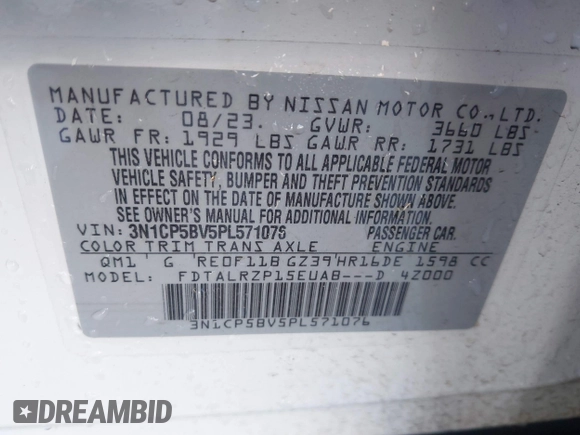 MANUFACTURED BY NISSAN MOTOR CO.,LTD.
DATE: 08/23. GVWR: 3660 LBS
GAWR FR: 1929 LBS GAWR RR: 1731 LBS
THIS VEHICLE CONFORMS TO ALL APPLICABLE FEDERAL MOTOR
VEHICLE SAFETY, BUMPER AND THEFT PREVENTION STANDARDS
IN EFFECT ON THE DATE OF MANUFACTURE SHOWN ABOVE.
SEE OWNER'S MANUAL FOR ADDITIONAL INFORMATION.
VIN: 3N1CP5BV5PL571076 PASSENGER CAR.
COLOR TRIM TRANS AXLE ENGINE
QM1 G RE0F11B GZ39 HR16DE 1598 CC
MODEL: FDTALRZP15EUA8---D 4Z000
3N1CP5BV5PL571076
DREAMBID